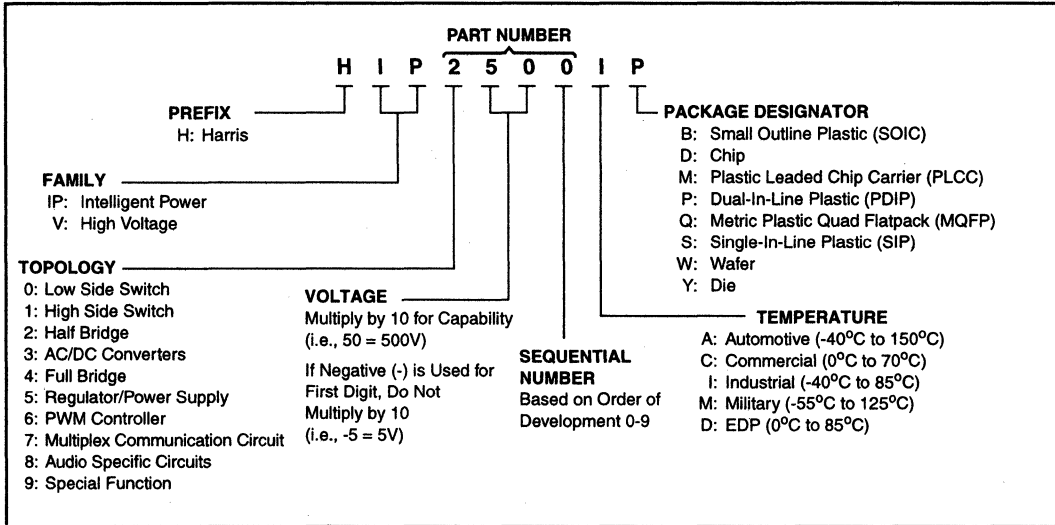 PART NUMBER
H I P 2 5 0 0 I P
PREFIX
H: Harris
FAMILY
IP: Intelligent Power
V: High Voltage
TOPOLOGY
0: Low Side Switch
1: High Side Switch
2: Half Bridge
3: AC/DC Converters
4: Full Bridge
5: Regulator/Power Supply
6: PWM Controller
7: Multiplex Communication Circuit
8: Audio Specific Circuits
9: Special Function
VOLTAGE
Multiply by 10 for Capability
(i.e., 50 = 500V)
If Negative (-) is Used for
First Digit, Do Not
Multiply by 10
(i.e., -5 = 5V)
SEQUENTIAL
NUMBER
Based on Order of
Development 0-9
PACKAGE DESIGNATOR
B: Small Outline Plastic (SOIC)
D: Chip
M: Plastic Leaded Chip Carrier (PLCC)
P: Dual-In-Line Plastic (PDIP)
Q: Metric Plastic Quad Flatpack (MQFP)
S: Single-In-Line Plastic (SIP)
W: Wafer
Y: Die
TEMPERATURE
A: Automotive (-40°C to 150°C)
C: Commercial (0°C to 70°C)
I: Industrial (-40°C to 85°C)
M: Military (-55°C to 125°C)
D: EDP (0°C to 85°C)